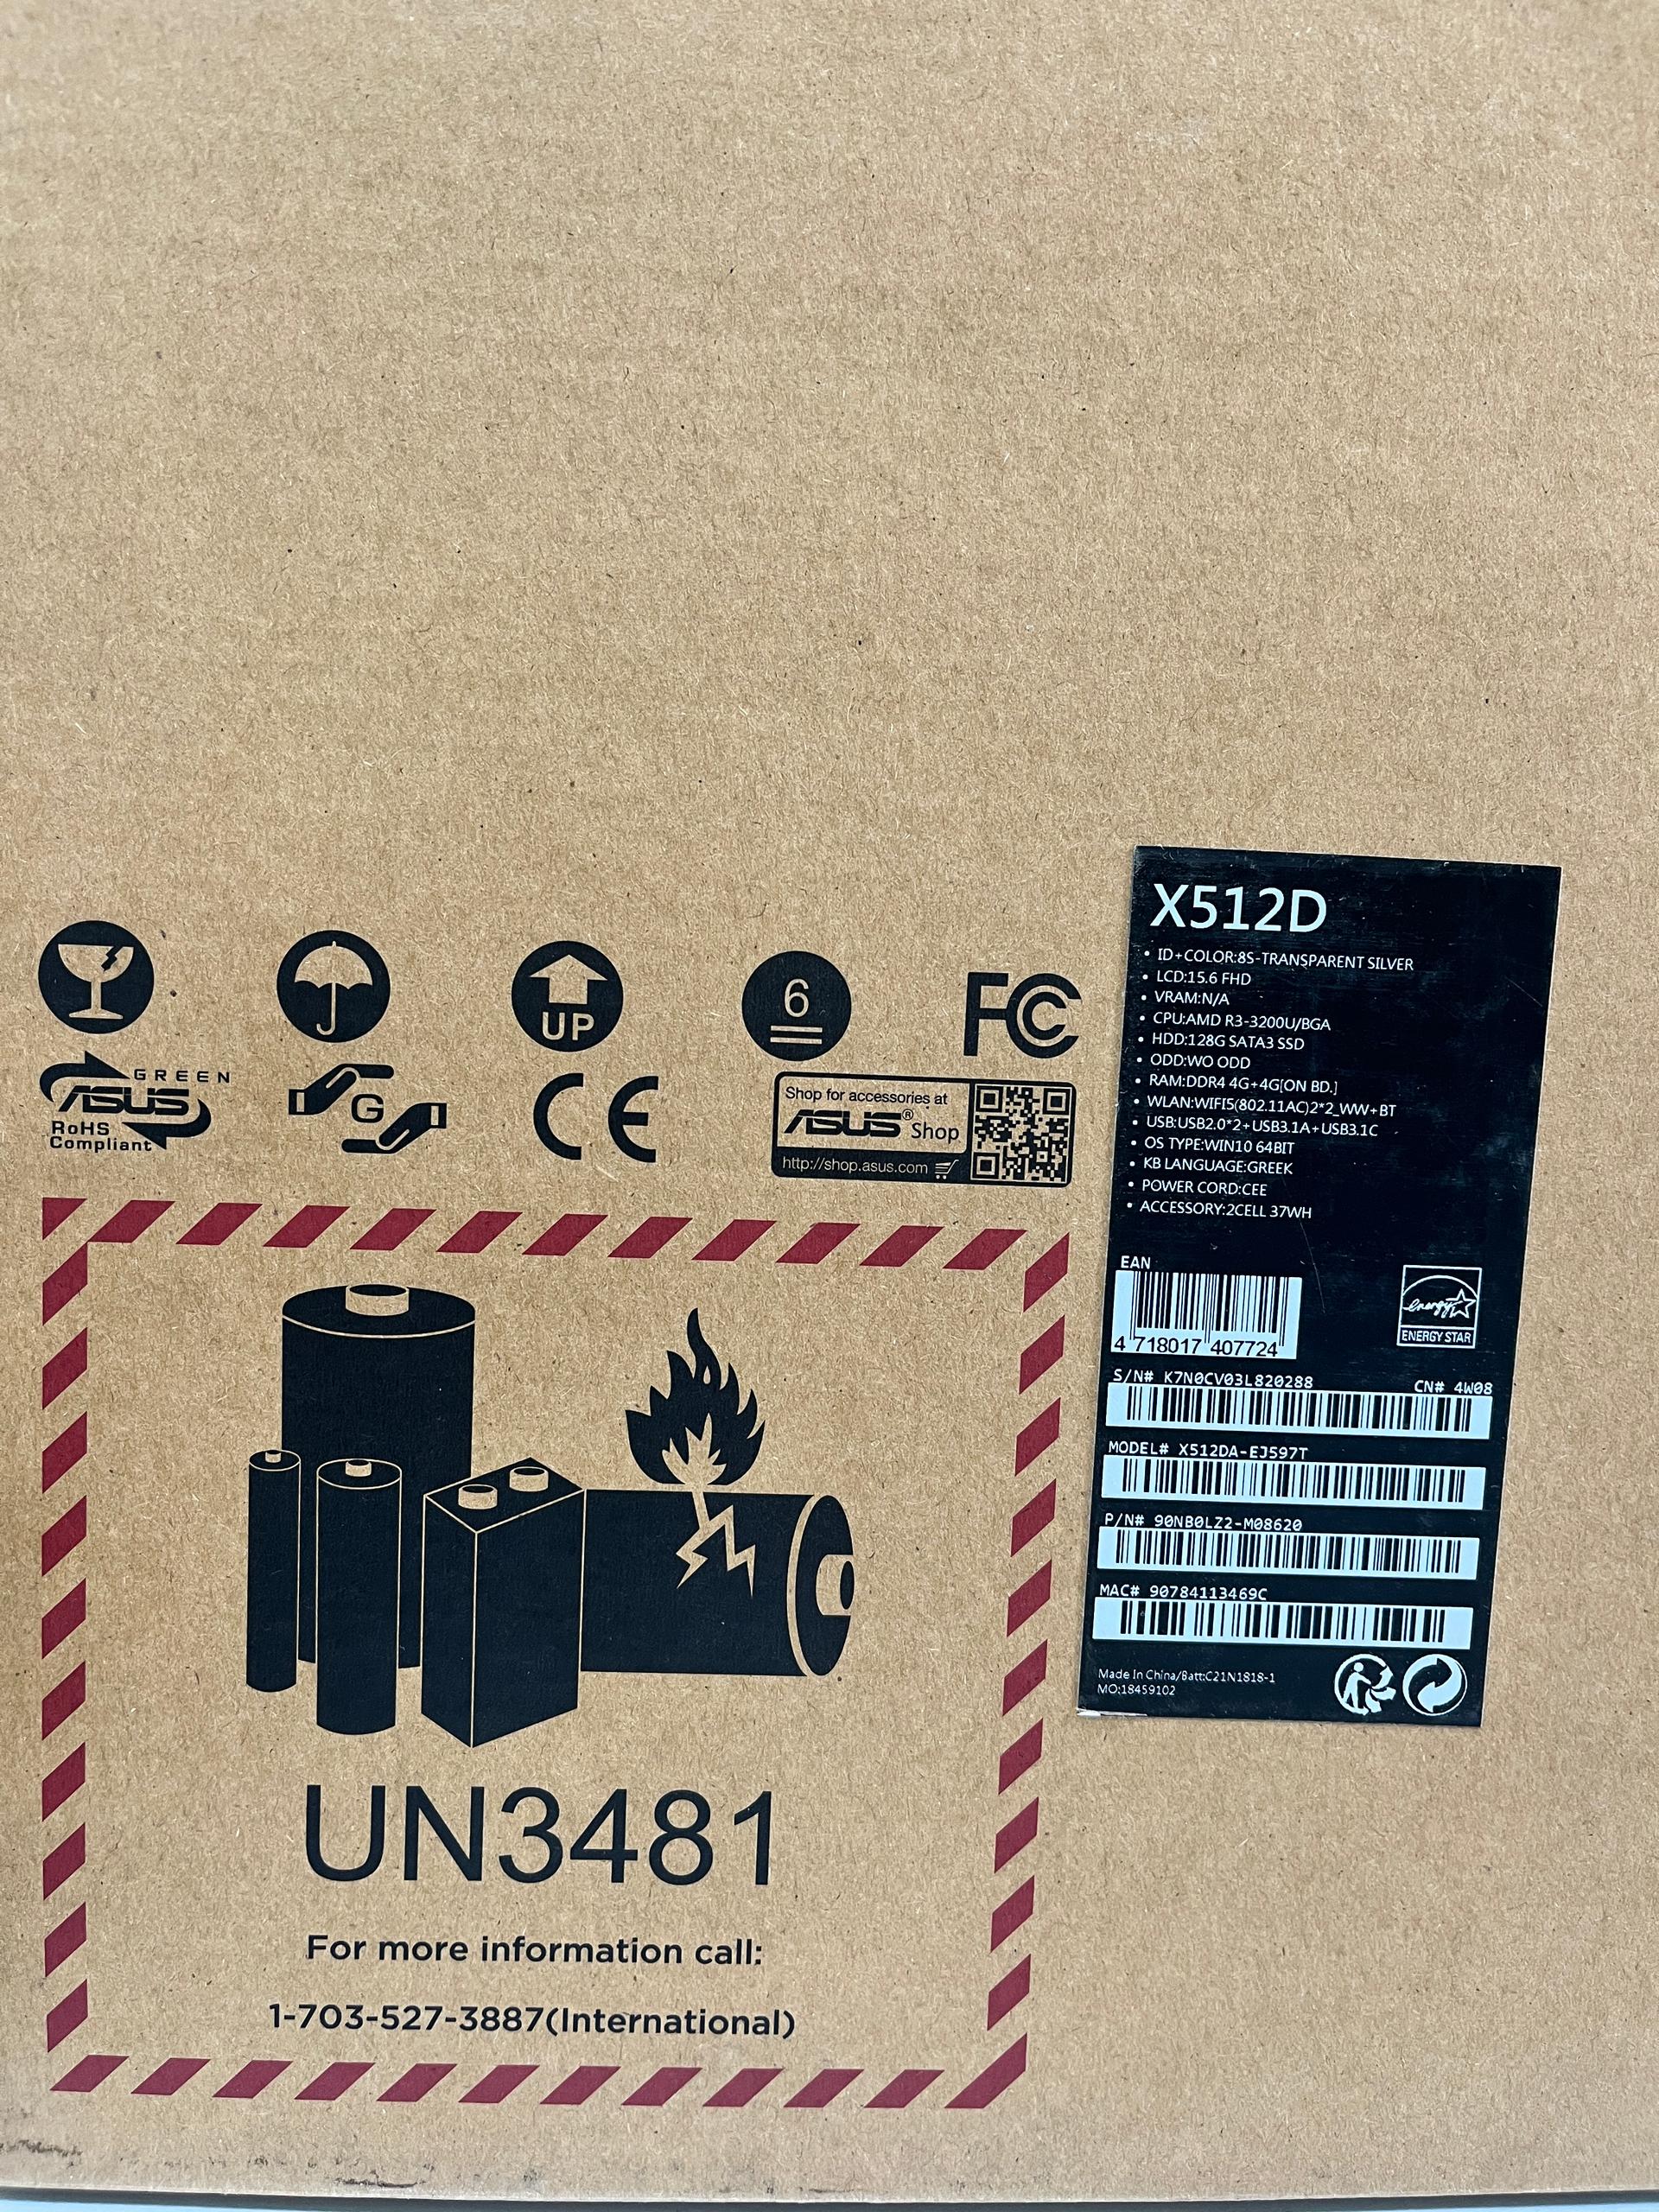 UP
6
FC
GREEN
ASUS
RoHS
Compliant
G
CE
Shop for accessories at
ASUS® Shop
http://shop.asus.com
X512D
• ID+COLOR:8S-TRANSPARENT SILVER
• LCD:15.6 FHD
• VRAM:N/A
• CPU:AMD R3-3200U/BGA
• HDD:128G SATA3 SSD
• ODD:WO ODD
• RAM:DDR4 4G+4G[ON BD.]
• WLAN:WIFI5(802.11AC)2*2_WW+BT
• USB:USB2.0*2+USB3.1A+USB3.1C
• OS TYPE:WIN10 64BIT
• KB LANGUAGE:GREEK
• POWER CORD:CEE
• ACCESSORY:2CELL 37WH
EAN
4 718017 407724
energy
ENERGY STAR
S/N# K7N0CV03L820288 CN# 4W08
MODEL# X512DA-EJ597T
P/N# 90NB0LZ2-M08620
MAC# 90784113469C
Made In China/Batt:C21N1818-1
MO:18459102
UN3481
For more information call:
1-703-527-3887(International)